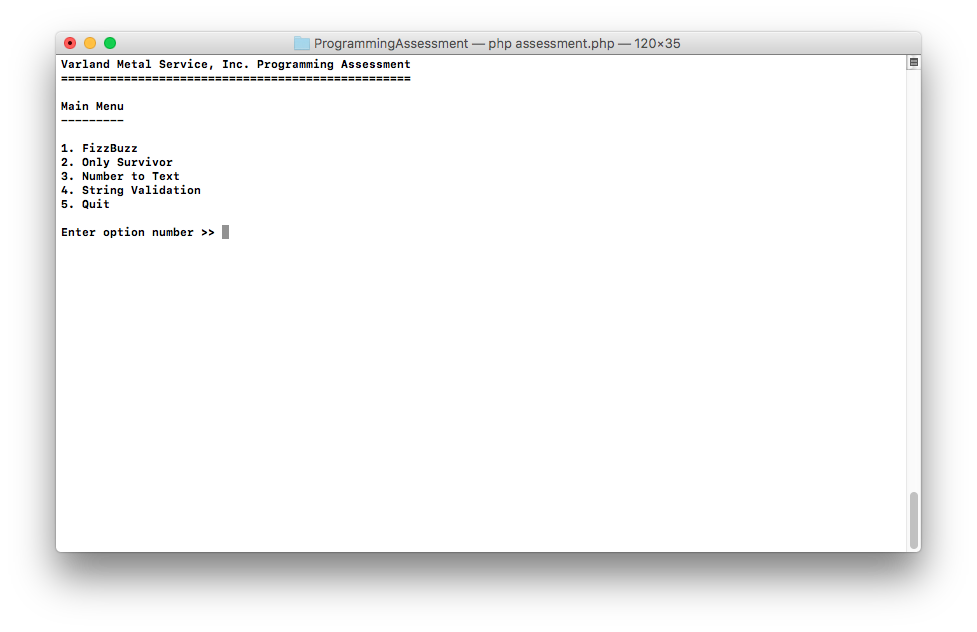 ProgrammingAssessment — php assessment.php — 120×35
Varland Metal Service, Inc. Programming Assessment
==================================================
Main Menu
---------
1. FizzBuzz
2. Only Survivor
3. Number to Text
4. String Validation
5. Quit
Enter option number >>